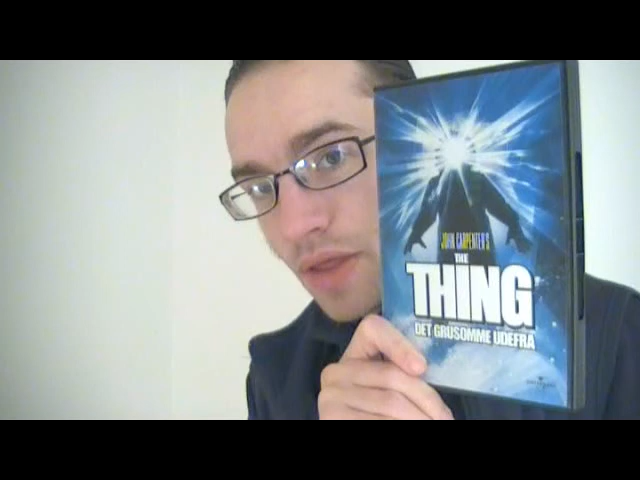 JOHN CARPENTER'S
THE
THING
DET GRUSOMME UDEFRA